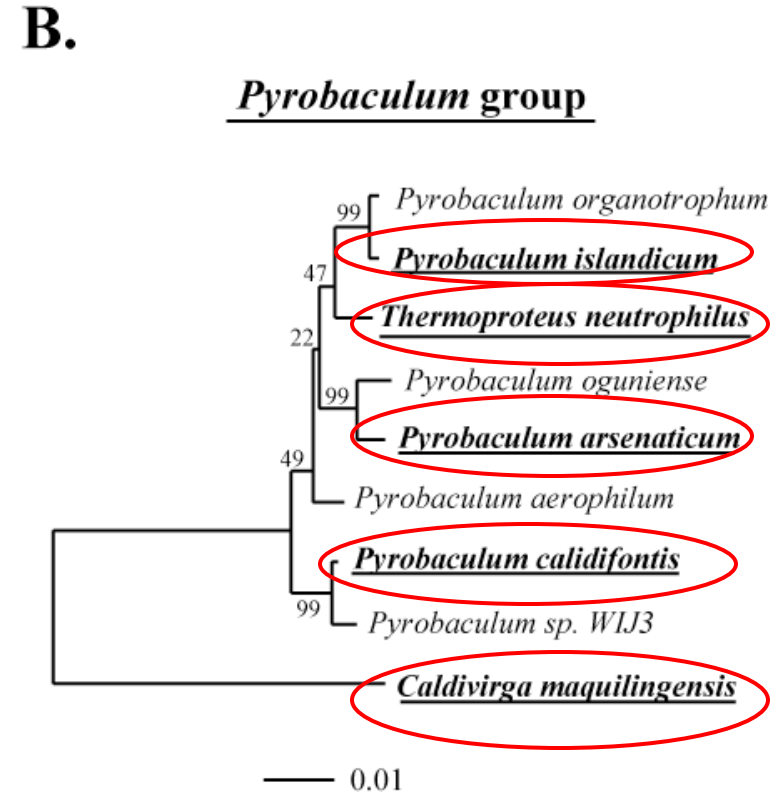 B.
Pyrobaculum group
99
Pyrobaculum organotrophum
Pyrobaculum islandicum
47
Thermoproteus neutrophilus
22
Pyrobaculum oguniense
99
Pyrobaculum arsenaticum
49
Pyrobaculum aerophilum
Pyrobaculum calidifontis
99
Pyrobaculum sp. WIJ3
Caldivirga maquilingensis
0.01